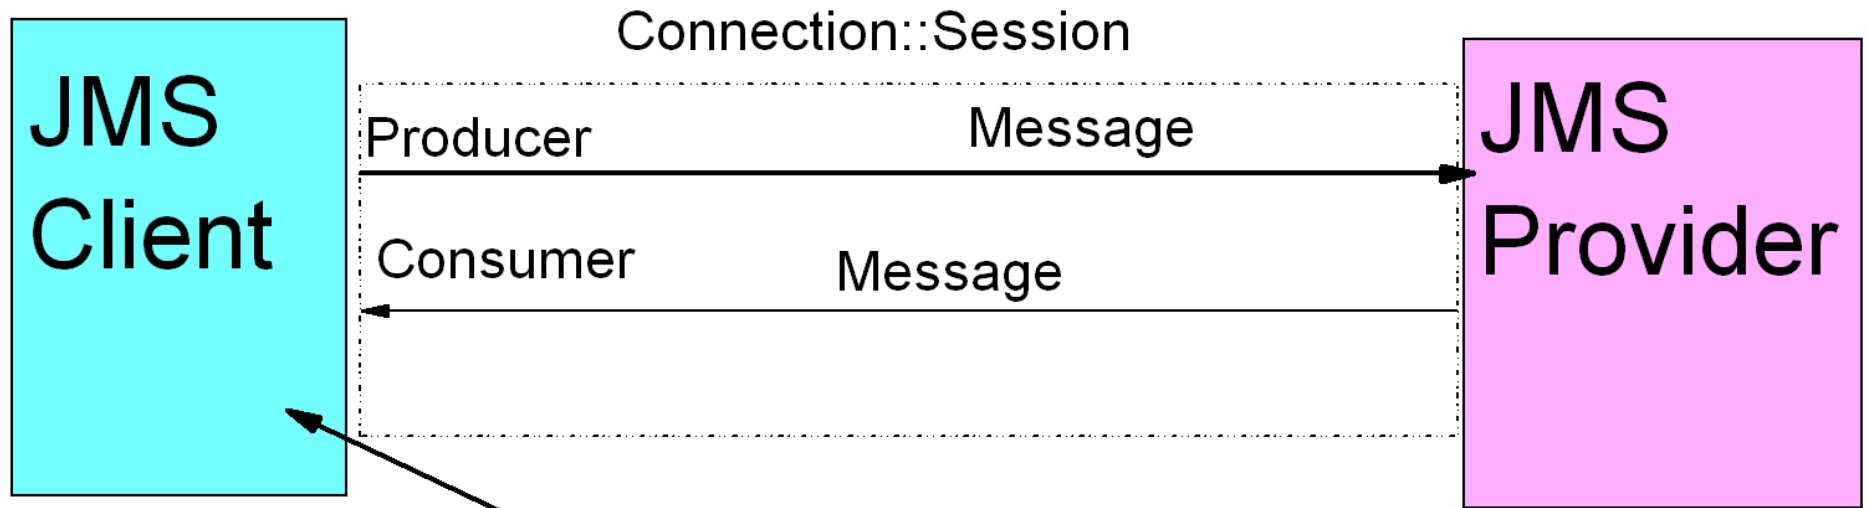 Connection::Session
JMS
Client
Producer
Message
Consumer
Message
JMS
Provider